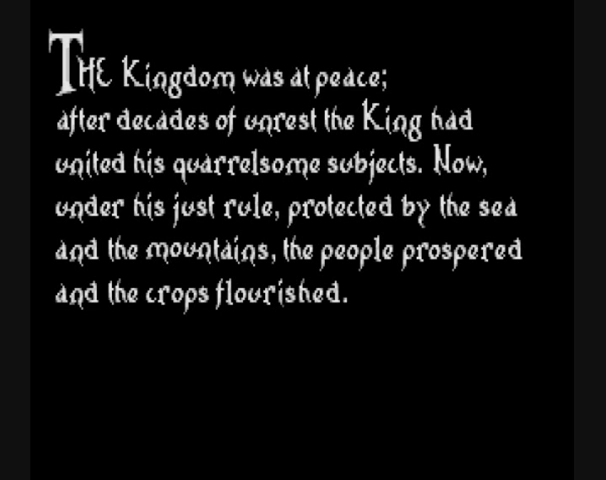 THE Kingdom was at peace;
after decades of unrest the King had
united his quarrelsome subjects. Now,
under his just rule, protected by the sea
and the mountains, the people prospered
and the crops flourished.